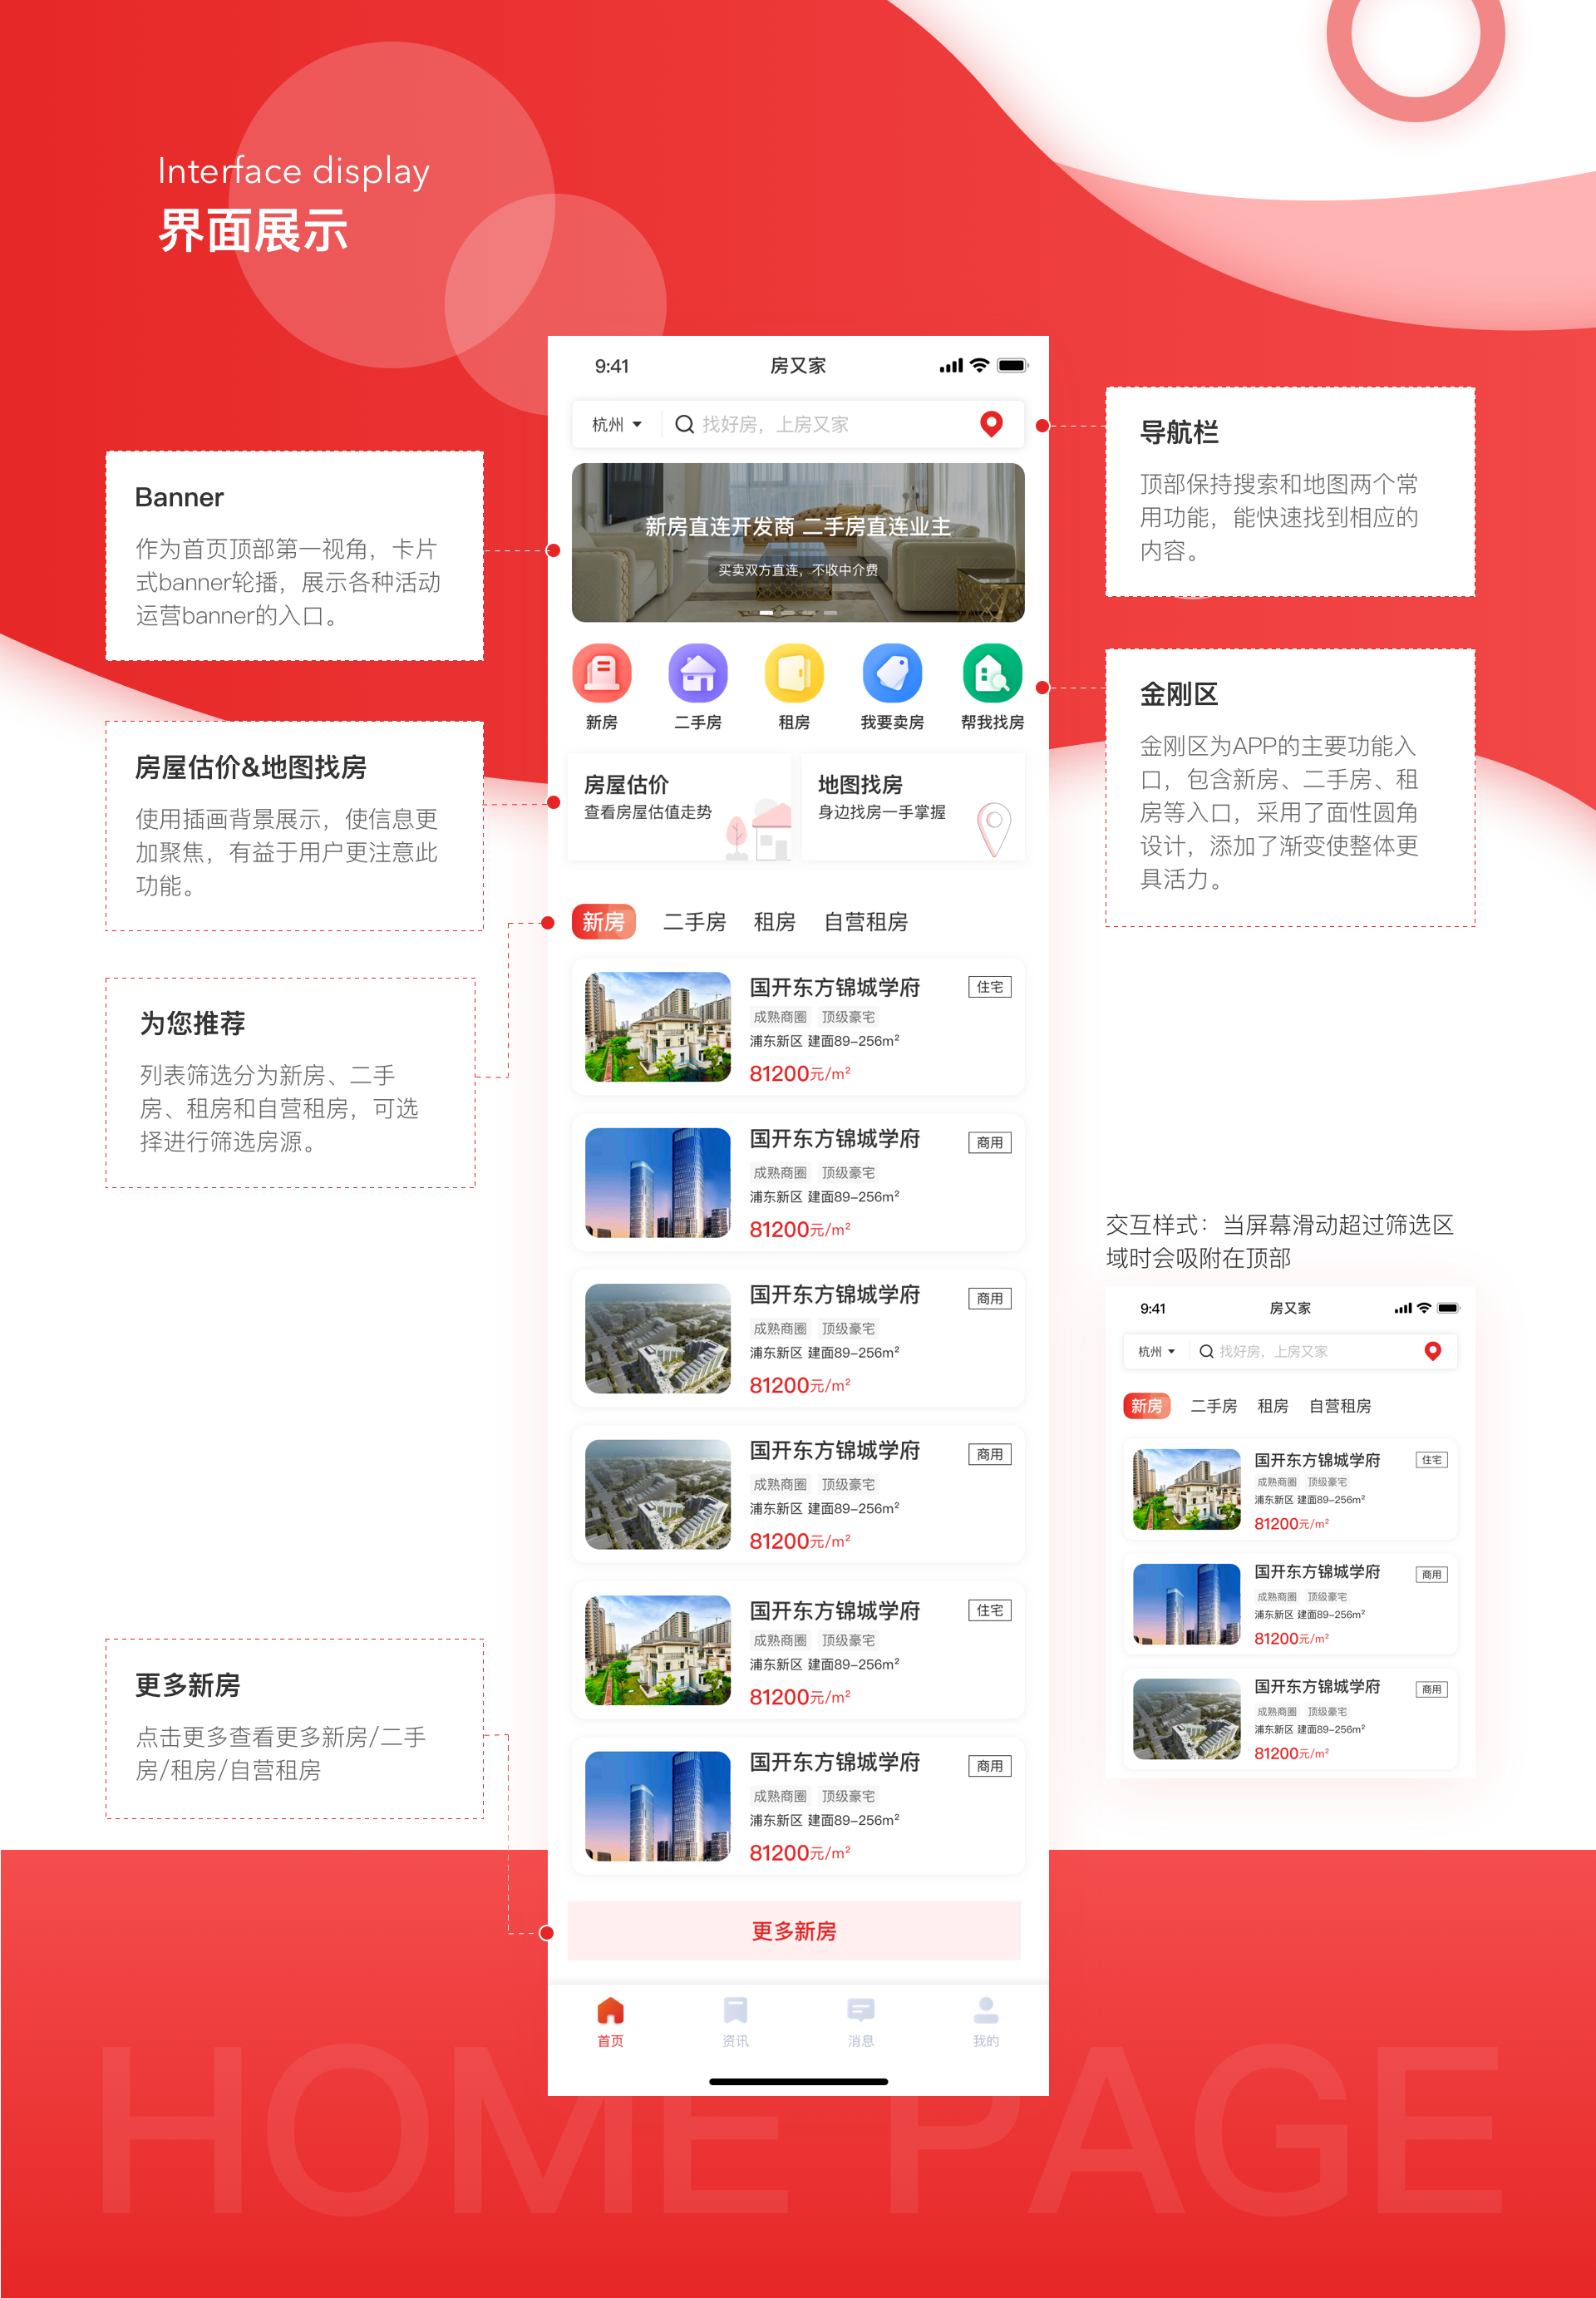 Interface display
界面展示
9:41
房又家
杭州
找好房，上房又家
新房直连开发商 二手房直连业主
买卖双方直连，不收中介费
新房
二手房
租房
我要卖房
帮我找房
房屋估价
查看房屋估值走势
地图找房
身边找房一手掌握
新房
二手房
租房
自营租房
国开东方锦城学府
住宅
成熟商圈 顶级豪宅
浦东新区 建面89-256m²
81200元/m²
国开东方锦城学府
商用
成熟商圈 顶级豪宅
浦东新区 建面89-256m²
81200元/m²
国开东方锦城学府
商用
成熟商圈 顶级豪宅
浦东新区 建面89-256m²
81200元/m²
国开东方锦城学府
商用
成熟商圈 顶级豪宅
浦东新区 建面89-256m²
81200元/m²
国开东方锦城学府
住宅
成熟商圈 顶级豪宅
浦东新区 建面89-256m²
81200元/m²
国开东方锦城学府
商用
成熟商圈 顶级豪宅
浦东新区 建面89-256m²
81200元/m²
更多新房
首页
资讯
消息
我的
Banner
作为首页顶部第一视角，卡片
式banner轮播，展示各种活动
运营banner的入口。
房屋估价&地图找房
使用插画背景展示，使信息更
加聚焦，有益于用户更注意此
功能。
为您推荐
列表筛选分为新房、二手
房、租房和自营租房，可选
择进行筛选房源。
更多新房
点击更多查看更多新房/二手
房/租房/自营租房
导航栏
顶部保持搜索和地图两个常
用功能，能快速找到相应的
内容。
金刚区
金刚区为APP的主要功能入
口，包含新房、二手房、租
房等入口，采用了面性圆角
设计，添加了渐变使整体更
具活力。
交互样式：当屏幕滑动超过筛选区
域时会吸附在顶部
9:41
房又家
杭州
找好房，上房又家
新房
二手房
租房
自营租房
国开东方锦城学府
住宅
成熟商圈 顶级豪宅
浦东新区 建面89-256m²
81200元/m²
国开东方锦城学府
商用
成熟商圈 顶级豪宅
浦东新区 建面89-256m²
81200元/m²
国开东方锦城学府
商用
成熟商圈 顶级豪宅
浦东新区 建面89-256m²
81200元/m²
HOME PAGE